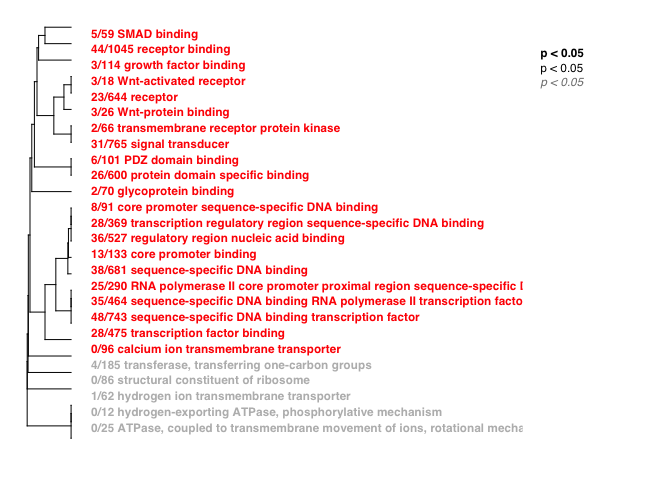 5/59 SMAD binding
44/1045 receptor binding
3/114 growth factor binding
3/18 Wnt-activated receptor
23/644 receptor
3/26 Wnt-protein binding
2/66 transmembrane receptor protein kinase
31/765 signal transducer
6/101 PDZ domain binding
26/600 protein domain specific binding
2/70 glycoprotein binding
8/91 core promoter sequence-specific DNA binding
28/369 transcription regulatory region sequence-specific DNA binding
36/527 regulatory region nucleic acid binding
13/133 core promoter binding
38/681 sequence-specific DNA binding
25/290 RNA polymerase II core promoter proximal region sequence-specific
35/464 sequence-specific DNA binding RNA polymerase II transcription facto
48/743 sequence-specific DNA binding transcription factor
28/475 transcription factor binding
0/96 calcium ion transmembrane transporter
4/185 transferase, transferring one-carbon groups
0/86 structural constituent of ribosome
1/62 hydrogen ion transmembrane transporter
0/12 hydrogen-exporting ATPase, phosphorylative mechanism
0/25 ATPase, coupled to transmembrane movement of ions, rotational mecha
p < 0.05
p < 0.05
p < 0.05